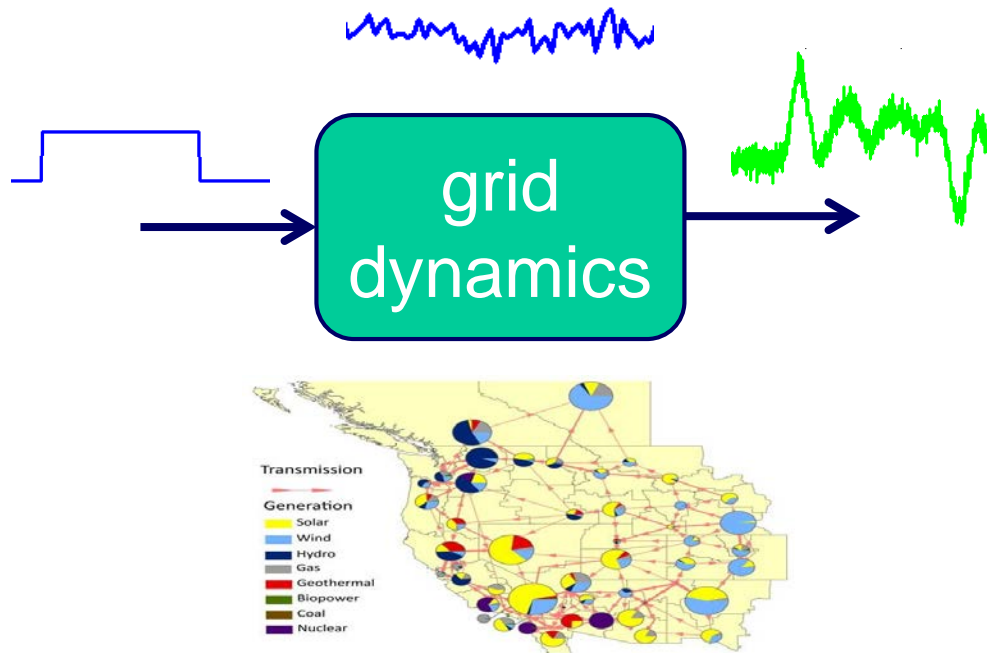 grid
dynamics
Transmission
Generation
Solar
Wind
Hydro
Gas
Geothermal
Biopower
Coal
Nuclear